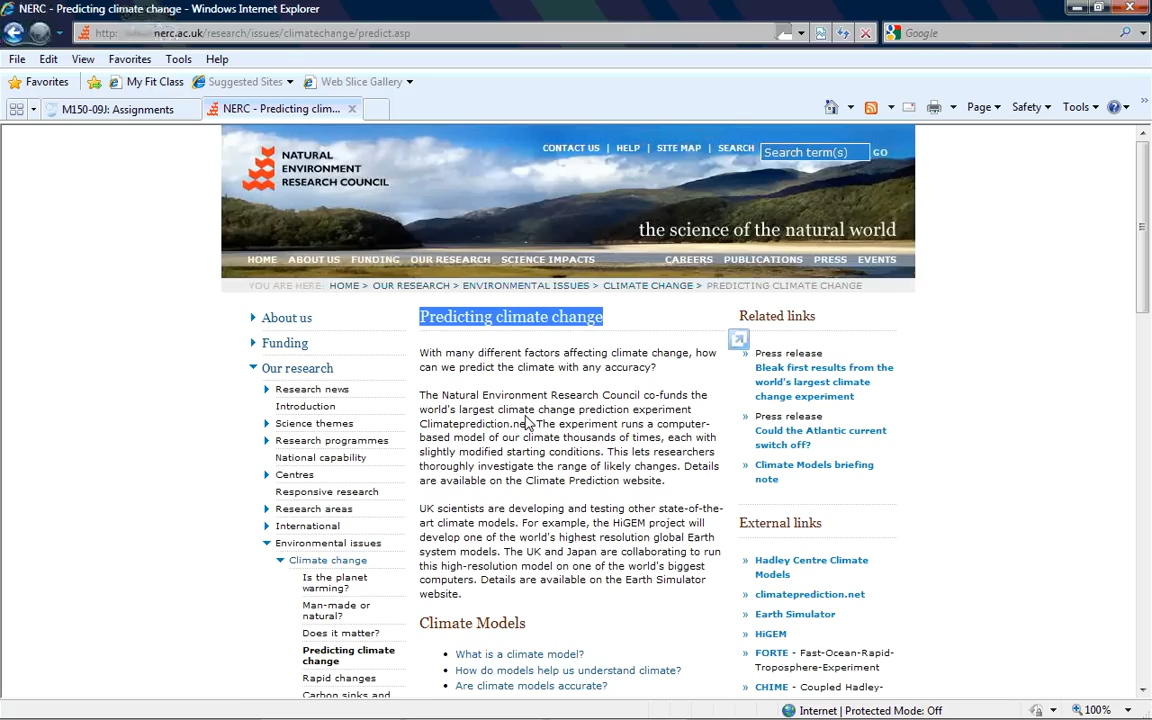 NERC - Predicting climate change - Windows Internet Explorer
http: nerc.ac.uk/research/issues/climatechange/predict.asp
Google
File Edit View Favorites Tools Help
Favorites My Fit Class Suggested Sites Web Slice Gallery
M150-09J: Assignments
NERC - Predicting clim...
Page Safety Tools
NATURAL
ENVIRONMENT
RESEARCH COUNCIL
CONTACT US | HELP | SITE MAP | SEARCH Search term(s) GO
the science of the natural world
HOME ABOUT US FUNDING OUR RESEARCH SCIENCE IMPACTS CAREERS PUBLICATIONS PRESS EVENTS
YOU ARE HERE: HOME > OUR RESEARCH > ENVIRONMENTAL ISSUES > CLIMATE CHANGE > PREDICTING CLIMATE CHANGE
About us
Funding
Our research
Research news
Introduction
Science themes
Research programmes
National capability
Centres
Responsive research
Research areas
International
Environmental issues
Climate change
Is the planet
warming?
Man-made or
natural?
Does it matter?
Predicting climate
change
Rapid changes
Carbon sinks and
Predicting climate change
With many different factors affecting climate change, how
can we predict the climate with any accuracy?
The Natural Environment Research Council co-funds the
world's largest climate change prediction experiment
Climateprediction.net. The experiment runs a computer-
based model of our climate thousands of times, each with
slightly modified starting conditions. This lets researchers
thoroughly investigate the range of likely changes. Details
are available on the Climate Prediction website.
UK scientists are developing and testing other state-of-the-
art climate models. For example, the HiGEM project will
develop one of the world's highest resolution global Earth
system models. The UK and Japan are collaborating to run
this high-resolution model on one of the world's biggest
computers. Details are available on the Earth Simulator
website.
Climate Models
• What is a climate model?
• How do models help us understand climate?
• Are climate models accurate?
Related links
» Press release
Bleak first results from the
world's largest climate
change experiment
» Press release
Could the Atlantic current
switch off?
» Climate Models briefing
note
External links
» Hadley Centre Climate
Models
» climateprediction.net
» Earth Simulator
» HiGEM
» FORTE - Fast-Ocean-Rapid-
Troposphere-Experiment
» CHIME - Coupled Hadley-
Internet | Protected Mode: Off
100%